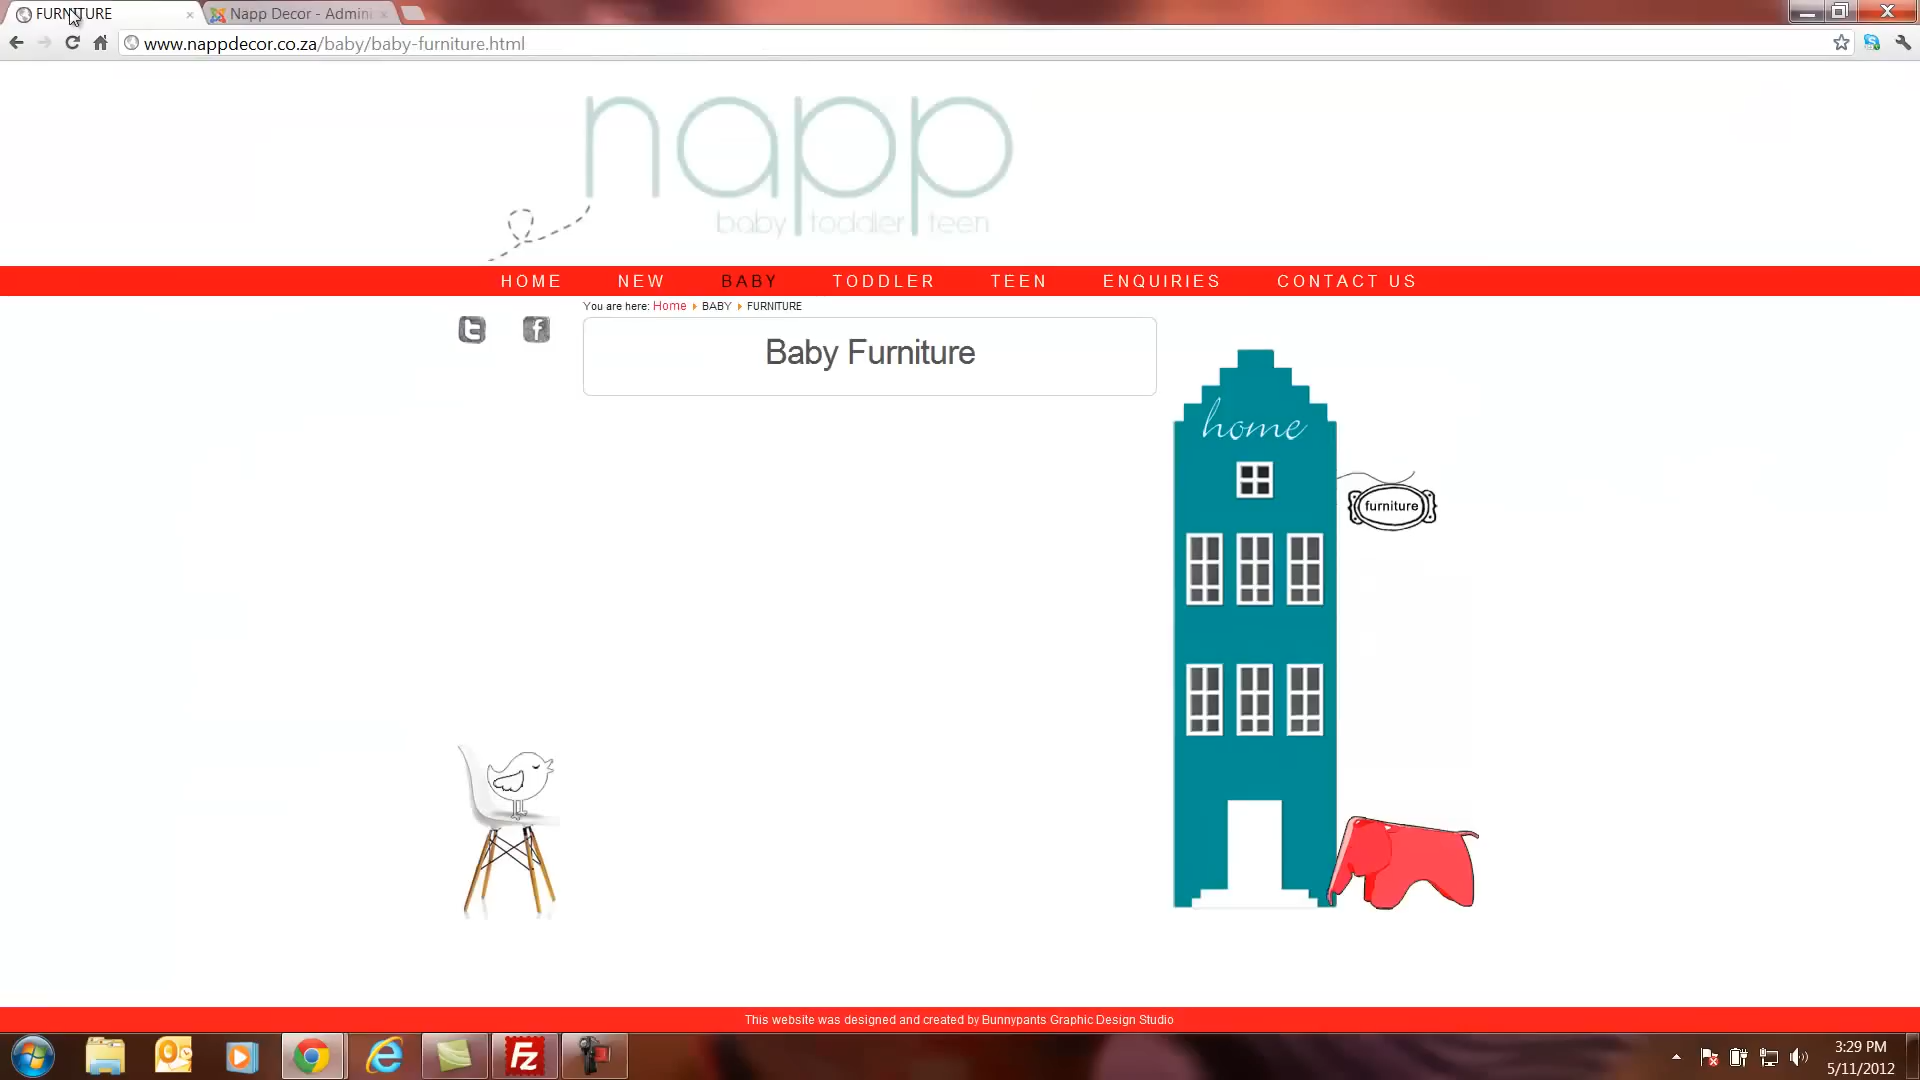 FURNITURE
Napp Decor - Admini
www.nappdecor.co.za/baby/baby-furniture.html
napp
baby toddler teen
HOME NEW BABY TODDLER TEEN ENQUIRIES CONTACT US
You are here: Home BABY FURNITURE
Baby Furniture
home
furniture
This website was designed and created by Bunnypants Graphic Design Studio
3:29 PM
5/11/2012